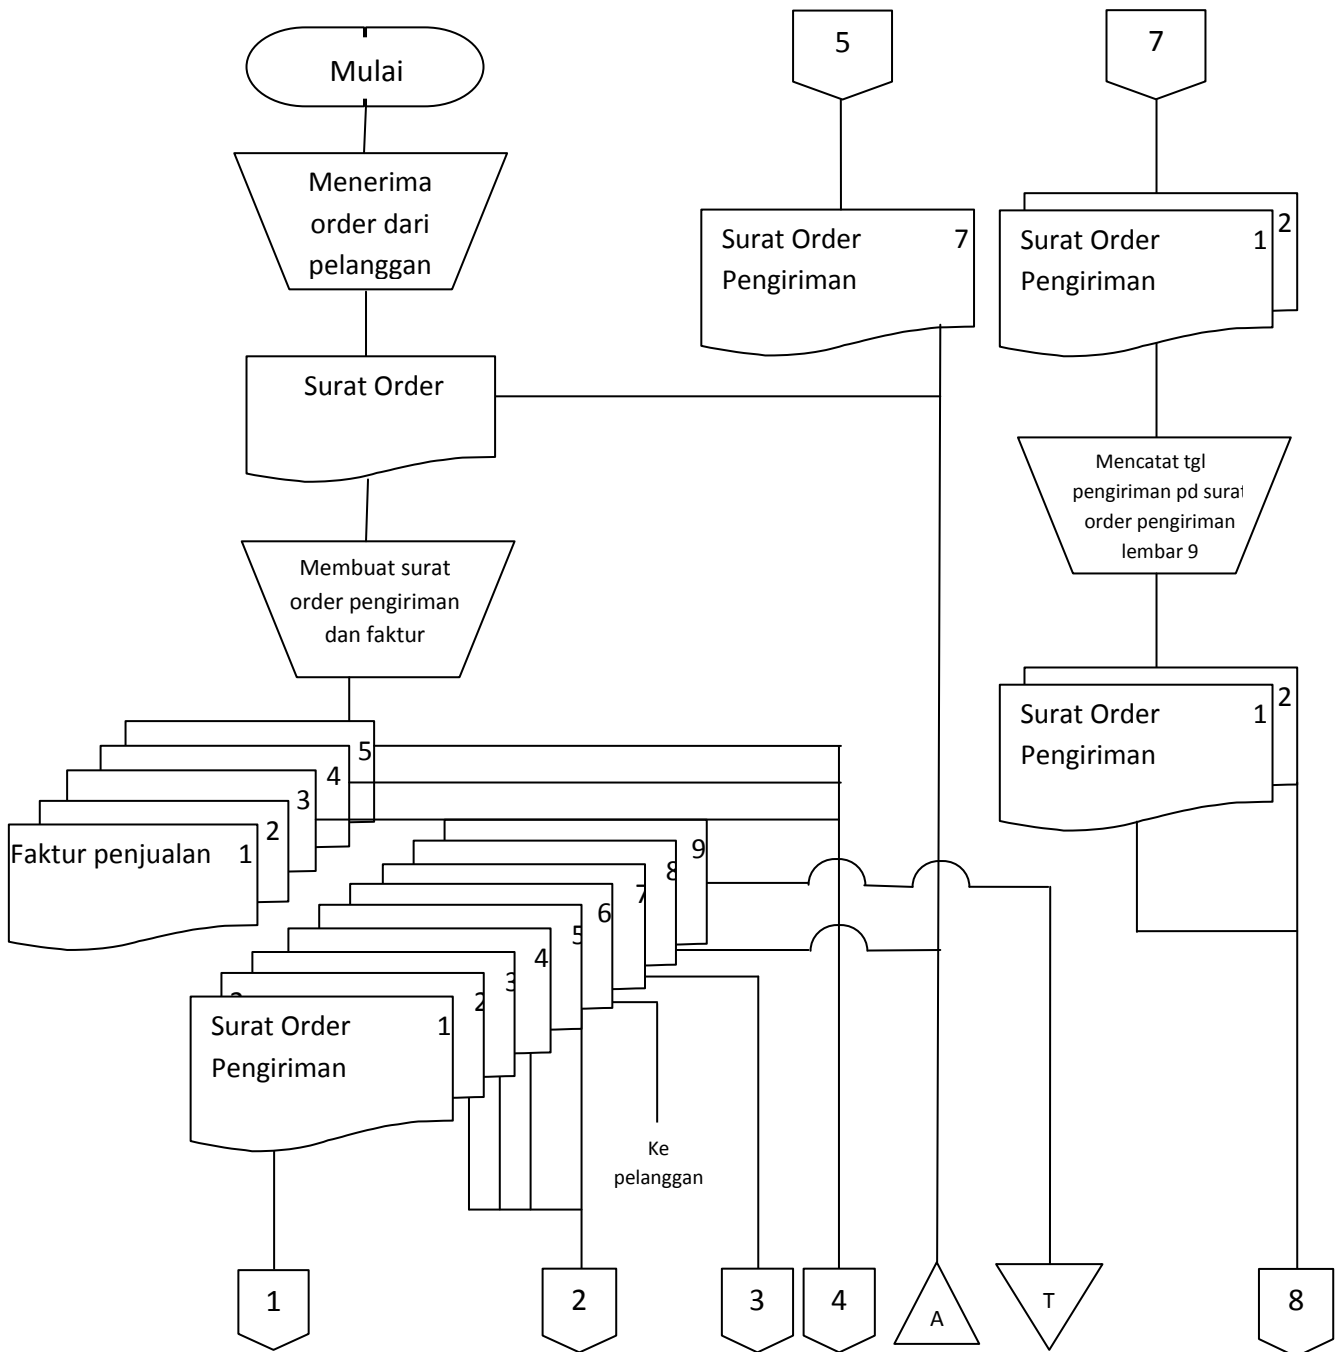 Mulai
Menerima
order dari
pelanggan
Surat Order
Membuat surat
order pengiriman
dan faktur
5
4
3
2
Faktur penjualan 1
9
8
7
6
5
4
3
2
2
Surat Order 1
Pengiriman
Ke
pelanggan
5
Surat Order 7
Pengiriman
7
2
Surat Order 1
Pengiriman
Mencatat tgl
pengiriman pd surat
order pengiriman
lembar 9
2
Surat Order 1
Pengiriman
1
2
3
4
A
T
8